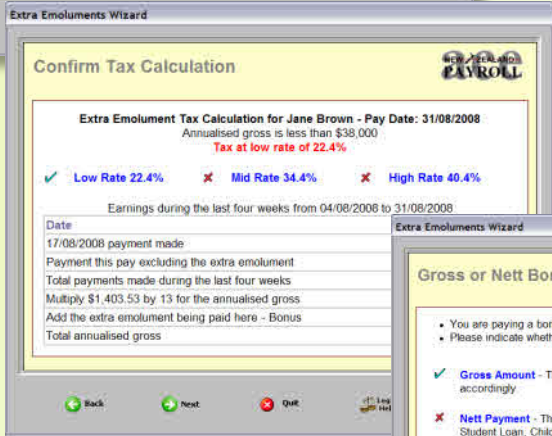 Extra Emoluments Wizard
Confirm Tax Calculation
NEW ZEALAND
ace
PAYROLL
Extra Emolument Tax Calculation for Jane Brown - Pay Date: 31/08/2008
Annualised gross is less than $38,000
Tax at low rate of 22.4%
Low Rate 22.4%
Mid Rate 34.4%
High Rate 40.4%
Earnings during the last four weeks from 04/08/2008 to 31/08/2008
Date
17/08/2008 payment made
Payment this pay excluding the extra emolument
Total payments made during the last four weeks
Multiply $1,403.53 by 13 for the annualised gross
Add the extra emolument being paid here - Bonus
Total annualised gross
Back
Next
Quit
Extra Emoluments Wizard
Gross or Nett Bo
• You are paying a bo
• Please indicate wheth
Gross Amount - T
accordingly
Nett Payment - Th
Student Loan, Chil